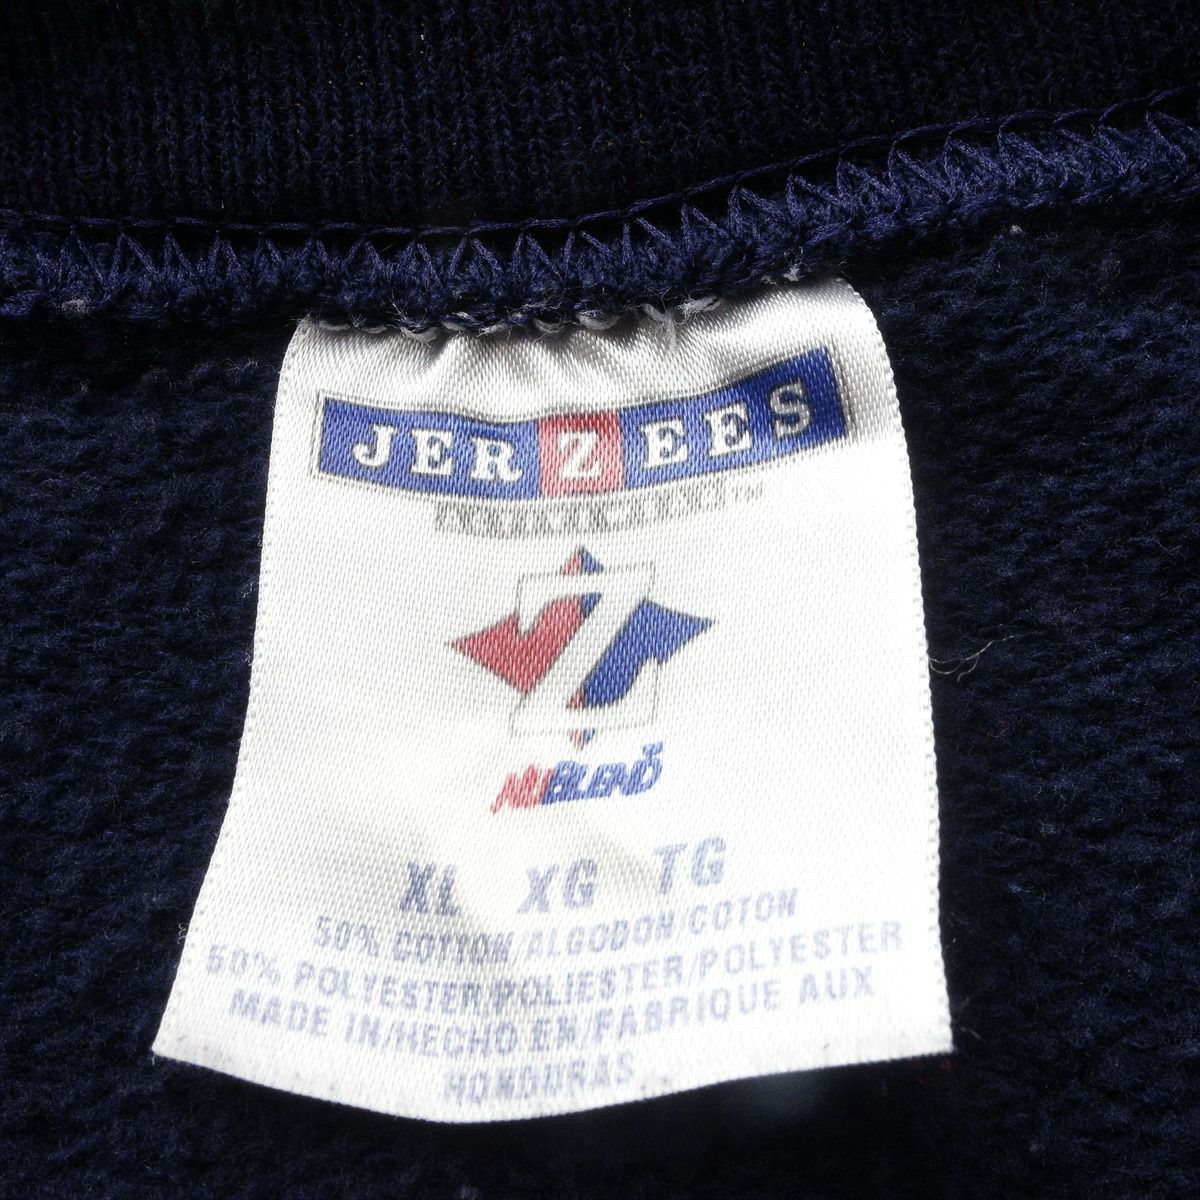 JERZEES
NUBLEND
XL XG TG
50% COTTON/ALGODON/COTON
50% POLYESTER/POLIESTER/POLYESTER
MADE IN/HECHO EN/FABRIQUE AUX
HONDURAS